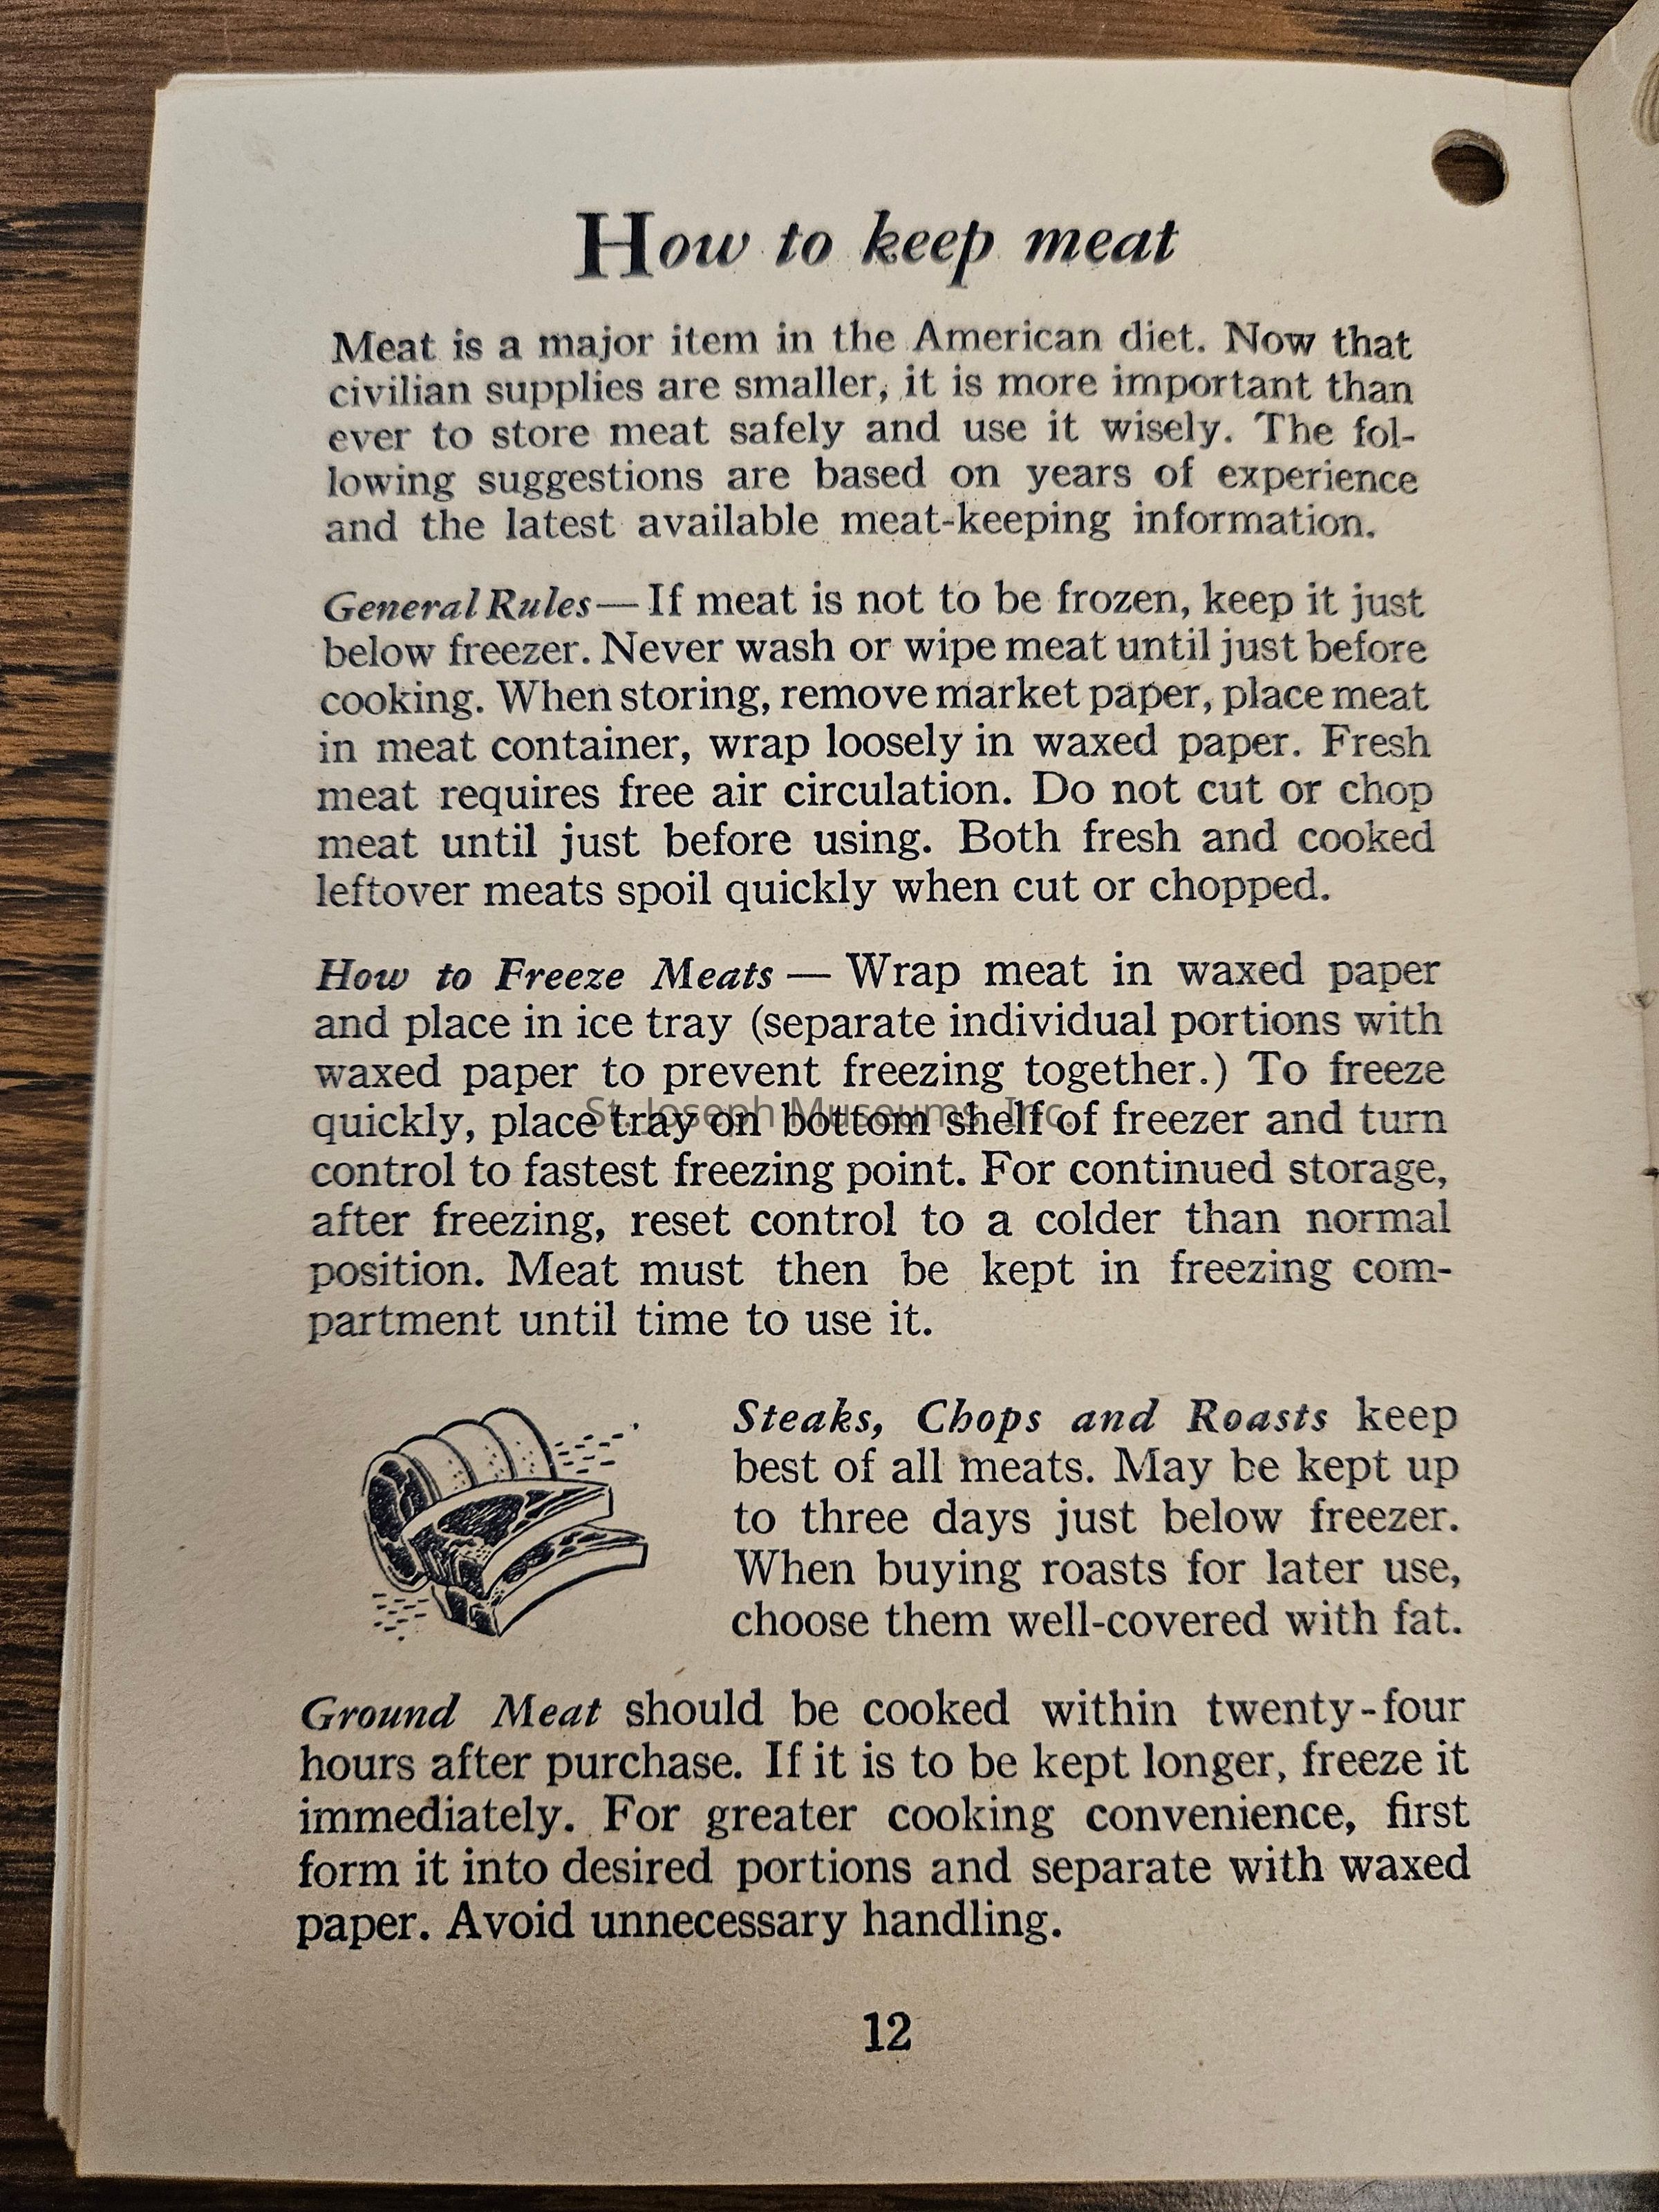 How to keep meat
Meat is a major item in the American diet. Now that
civilian supplies are smaller, it is more important than
ever to store meat safely and use it wisely. The fol-
lowing suggestions are based on years of experience
and the latest available meat-keeping information.
General Rules— If meat is not to be frozen, keep it just
below freezer. Never wash or wipe meat until just before
cooking. When storing, remove market paper, place meat
in meat container, wrap loosely in waxed paper. Fresh
meat requires free air circulation. Do not cut or chop
meat until just before using. Both fresh and cooked
leftover meats spoil quickly when cut or chopped.
How to Freeze Meats — Wrap meat in waxed paper
and place in ice tray (separate individual portions with
waxed paper to prevent freezing together.) To freeze
quickly, place tray on bottom shelf of freezer and turn
St. Joseph Museums, Inc.
control to fastest freezing point. For continued storage,
after freezing, reset control to a colder than normal
position. Meat must then be kept in freezing com-
partment until time to use it.
Steaks, Chops and Roasts keep
best of all meats. May be kept up
to three days just below freezer.
When buying roasts for later use,
choose them well-covered with fat.
Ground Meat should be cooked within twenty-four
hours after purchase. If it is to be kept longer, freeze it
immediately. For greater cooking convenience, first
form it into desired portions and separate with waxed
paper. Avoid unnecessary handling.
12